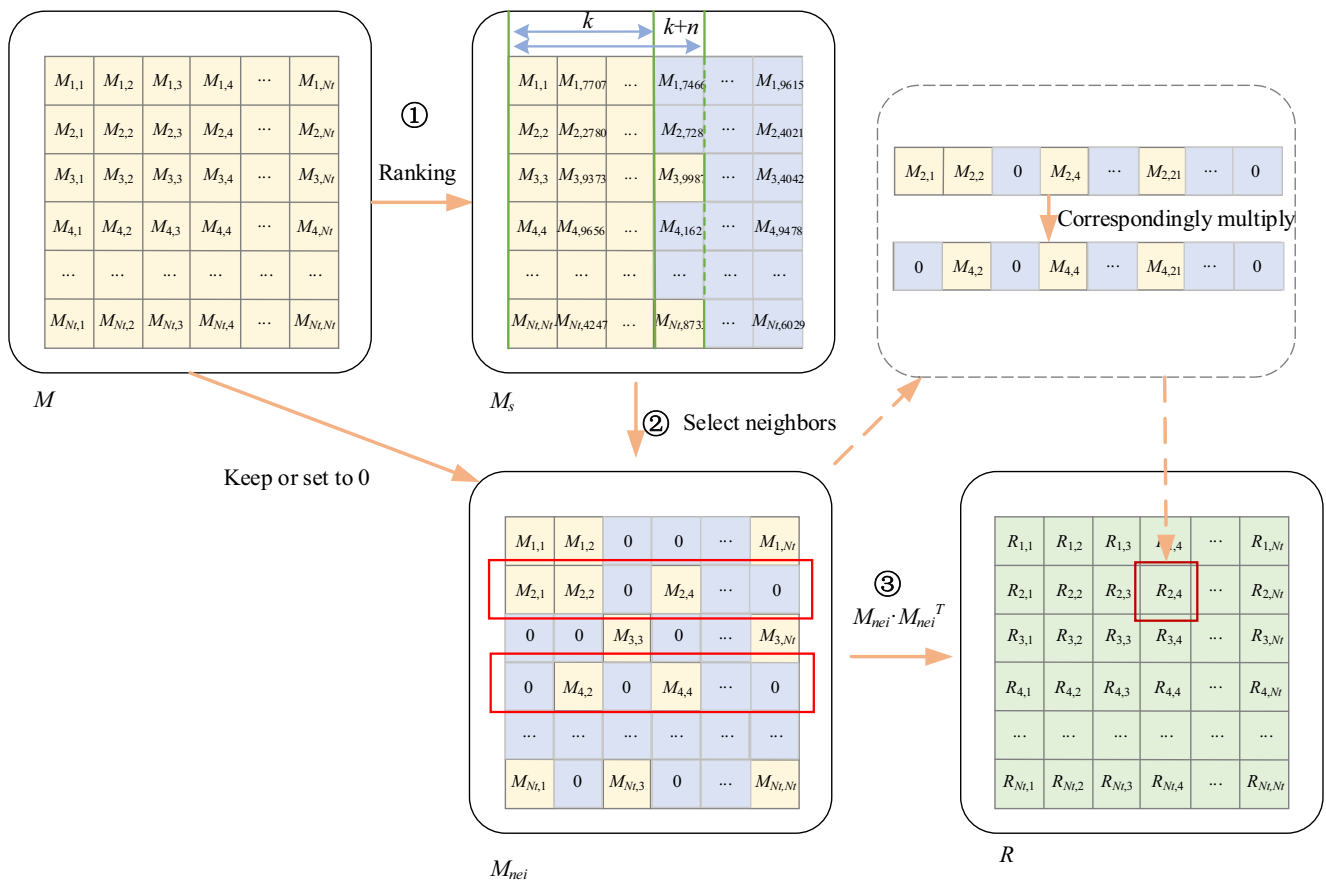 k
k+n
M1,1 M1,2 M1,3 M1,4 ... M1,Nt
M2,1 M2,2 M2,3 M2,4 ... M2,Nt
M3,1 M3,2 M3,3 M3,4 ... M3,Nt
M4,1 M4,2 M4,3 M4,4 ... M4,Nt
... ... ... ... ... ...
MNt,1 MNt,2 MNt,3 MNt,4 ... MNt,Nt
M
①
Ranking
M1,1 M1,7707 ... M1,7466 ... M1,9615
M2,2 M2,2780 ... M2,728 ... M2,4021
M3,3 M3,9373 ... M3,9987 ... M3,4042
M4,4 M4,9656 ... M4,162 ... M4,9478
... ... ... ... ... ...
MNt,Nt MNt,4247 ... ... MNt,6029
Ms
M2,1 M2,2 0 M2,4 ... M2,21 ... 0
Correspondingly multiply
0 M4,2 0 M4,4 ... M4,21 ... 0
② Select neighbors
Keep or set to 0
M1,1 M1,2 0 0 ... M1,Nt
M2,1 M2,2 0 M2,4 ... 0
0 0 M3,3 0 ... M3,Nt
0 M4,2 0 M4,4 ... 0
... ... ... ... ... ...
MNt,1 0 MNt,3 0 ... MNt,Nt
Mnei
③
Mnei·MneiT
R1,1 R1,2 R1,3 ... R1,Nt
R2,1 R2,2 R2,3 R2,4 ... R2,Nt
R3,1 R3,2 R3,3 R3,4 ... R3,Nt
R4,1 R4,2 R4,3 R4,4 ... R4,Nt
... ... ... ... ... ...
RNt,1 RNt,2 RNt,3 RNt,4 ... RNt,Nt
R